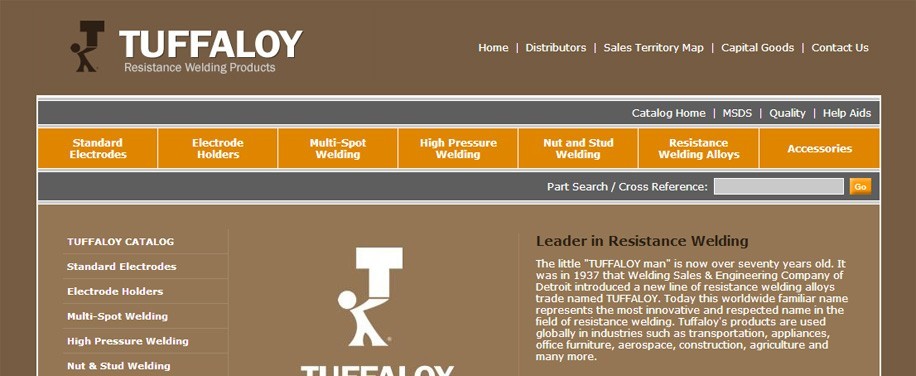 TUFFALOY
Resistance Welding Products
Home | Distributors | Sales Territory Map | Capital Goods | Contact Us
Catalog Home | MSDS | Quality | Help Aids
Standard
Electrodes
Electrode
Holders
Multi-Spot
Welding
High Pressure
Welding
Nut and Stud
Welding
Resistance
Welding Alloys
Accessories
Part Search / Cross Reference:
Go
TUFFALOY CATALOG
Standard Electrodes
Electrode Holders
Multi-Spot Welding
High Pressure Welding
Nut & Stud Welding
T
®
TUFFALOY
Leader in Resistance Welding
The little "TUFFALOY man" is now over seventy years old. It
was in 1937 that Welding Sales & Engineering Company of
Detroit introduced a new line of resistance welding alloys
trade named TUFFALOY. Today this worldwide familiar name
represents the most innovative and respected name in the
field of resistance welding. Tuffaloy's products are used
globally in industries such as transportation, appliances,
office furniture, aerospace, construction, agriculture and
many more.